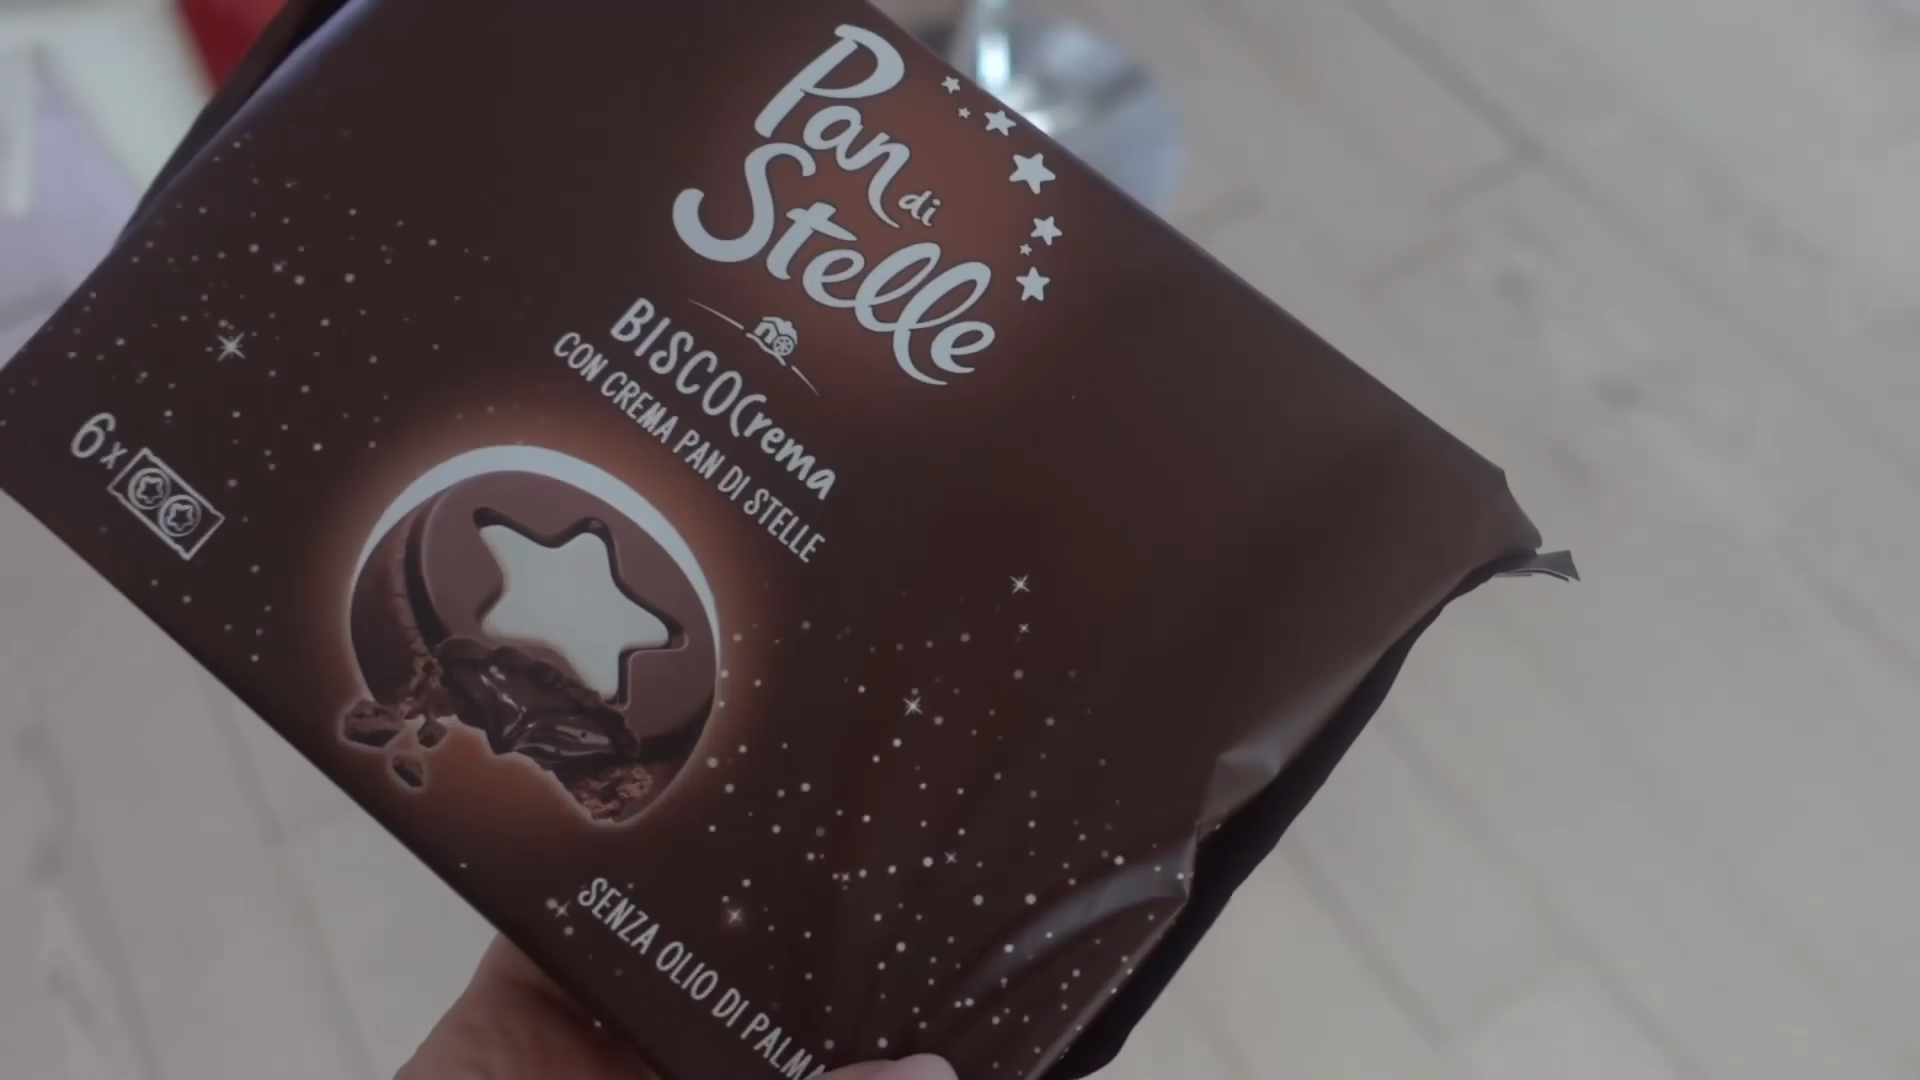 Pan
di
Stelle
BISCOCrema
CON CREMA PAN DI STELLE
6x
SENZA OLIO DI PALMA